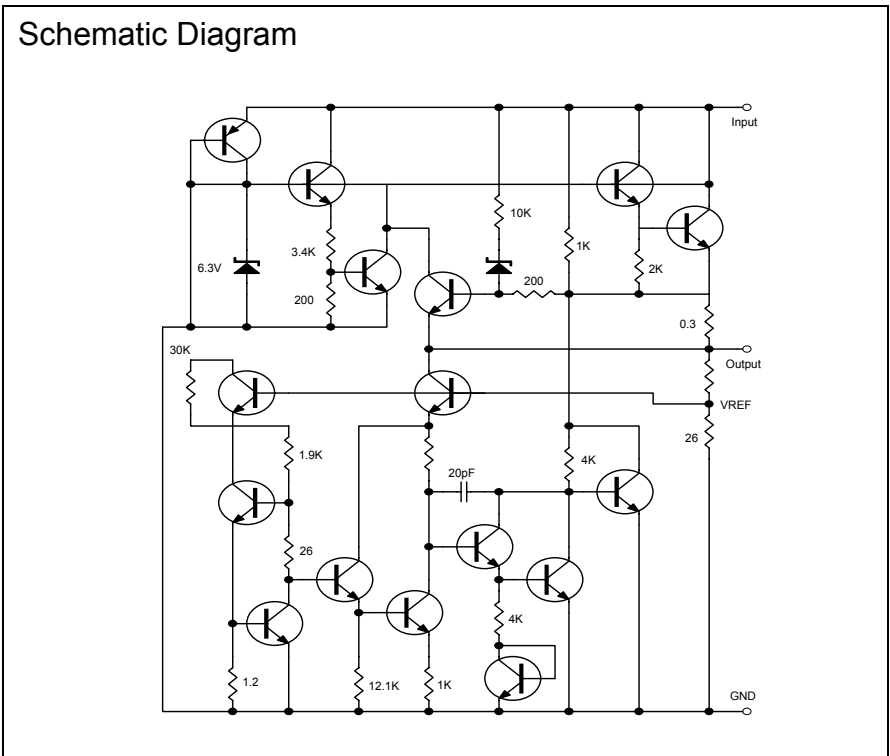 Schematic Diagram
Input
10K
1K
3.4K
6.3V
2K
200
200
0.3
30K
Output
VREF
26
1.9K
4K
20pF
26
4K
1.2
12.1K
1K
GND